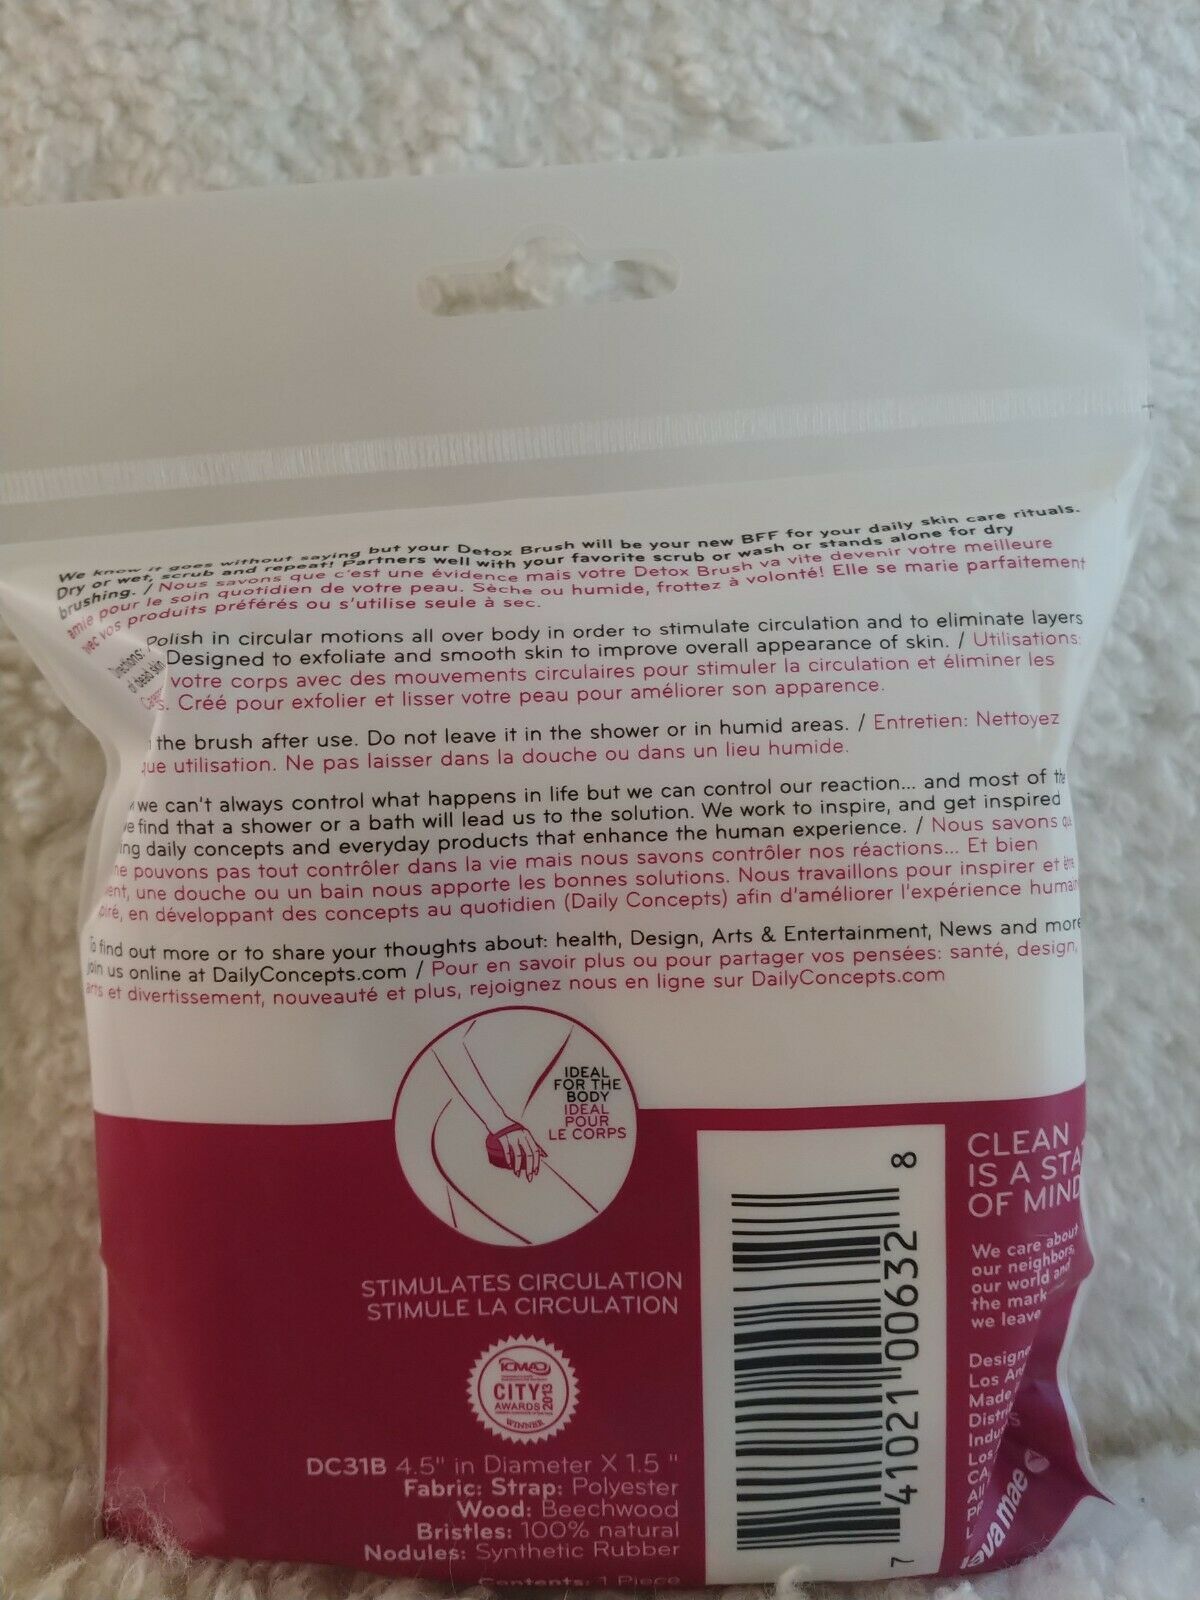 We know it goes without saying but your Detox Brush will be your new BFF for your daily skin care rituals.
Dry or wet, scrub and repeat! Partners well with your favorite scrub or wash or stands alone for dry
brushing. / Nous savons que c'est une évidence mais votre Detox Brush va vite devenir votre meilleure
amie pour le soin quotidien de votre peau. Sèche ou humide, frottez à volonté! Elle se marie parfaitement
avec vos produits préférés ou s'utilise seule à sec.
Directions: Polish in circular motions all over body in order to stimulate circulation and to eliminate layers
of dead skin Designed to exfoliate and smooth skin to improve overall appearance of skin. / Utilisations:
votre corps avec des mouvements circulaires pour stimuler la circulation et éliminer les
Créé pour exfolier et lisser votre peau pour améliorer son apparence.
the brush after use. Do not leave it in the shower or in humid areas. / Entretien: Nettoyez
utilisation. Ne pas laisser dans la douche ou dans un lieu humide.
we can't always control what happens in life but we can control our reaction... and most of the
find that a shower or a bath will lead us to the solution. We work to inspire, and get inspired
daily concepts and everyday products that enhance the human experience. / Nous savons
pouvons pas tout contrôler dans la vie mais nous savons contrôler nos réactions... Et bien
une douche ou un bain nous apporte les bonnes solutions. Nous travaillons pour inspirer et être
en développant des concepts au quotidien (Daily Concepts) afin d'améliorer l'expérience
To find out more or to share your thoughts about: health, Design, Arts & Entertainment, News and more
join us online at DailyConcepts.com / Pour en savoir plus ou pour partager vos pensées: santé, design,
arts et divertissement, nouveauté et plus, rejoignez nous en ligne sur DailyConcepts.com
IDEAL
FOR THE
BODY
IDEAL
POUR
LE CORPS
STIMULATES CIRCULATION
STIMULE LA CIRCULATION
ICMAD
CITY
AWARDS
2013
WINNER
DC31B 4.5" in Diameter X 1.5 "
Fabric: Strap: Polyester
Wood: Beechwood
Bristles: 100% natural
Nodules: Synthetic Rubber
Contents: 1 Piece
7 41021 00632 8
CLEAN
IS A STA
OF MIND
We care about
our neighbors,
our world and
the mark
we leave
Designe
Los An
Made
Distri
Indu
Los
CA,
lava mae